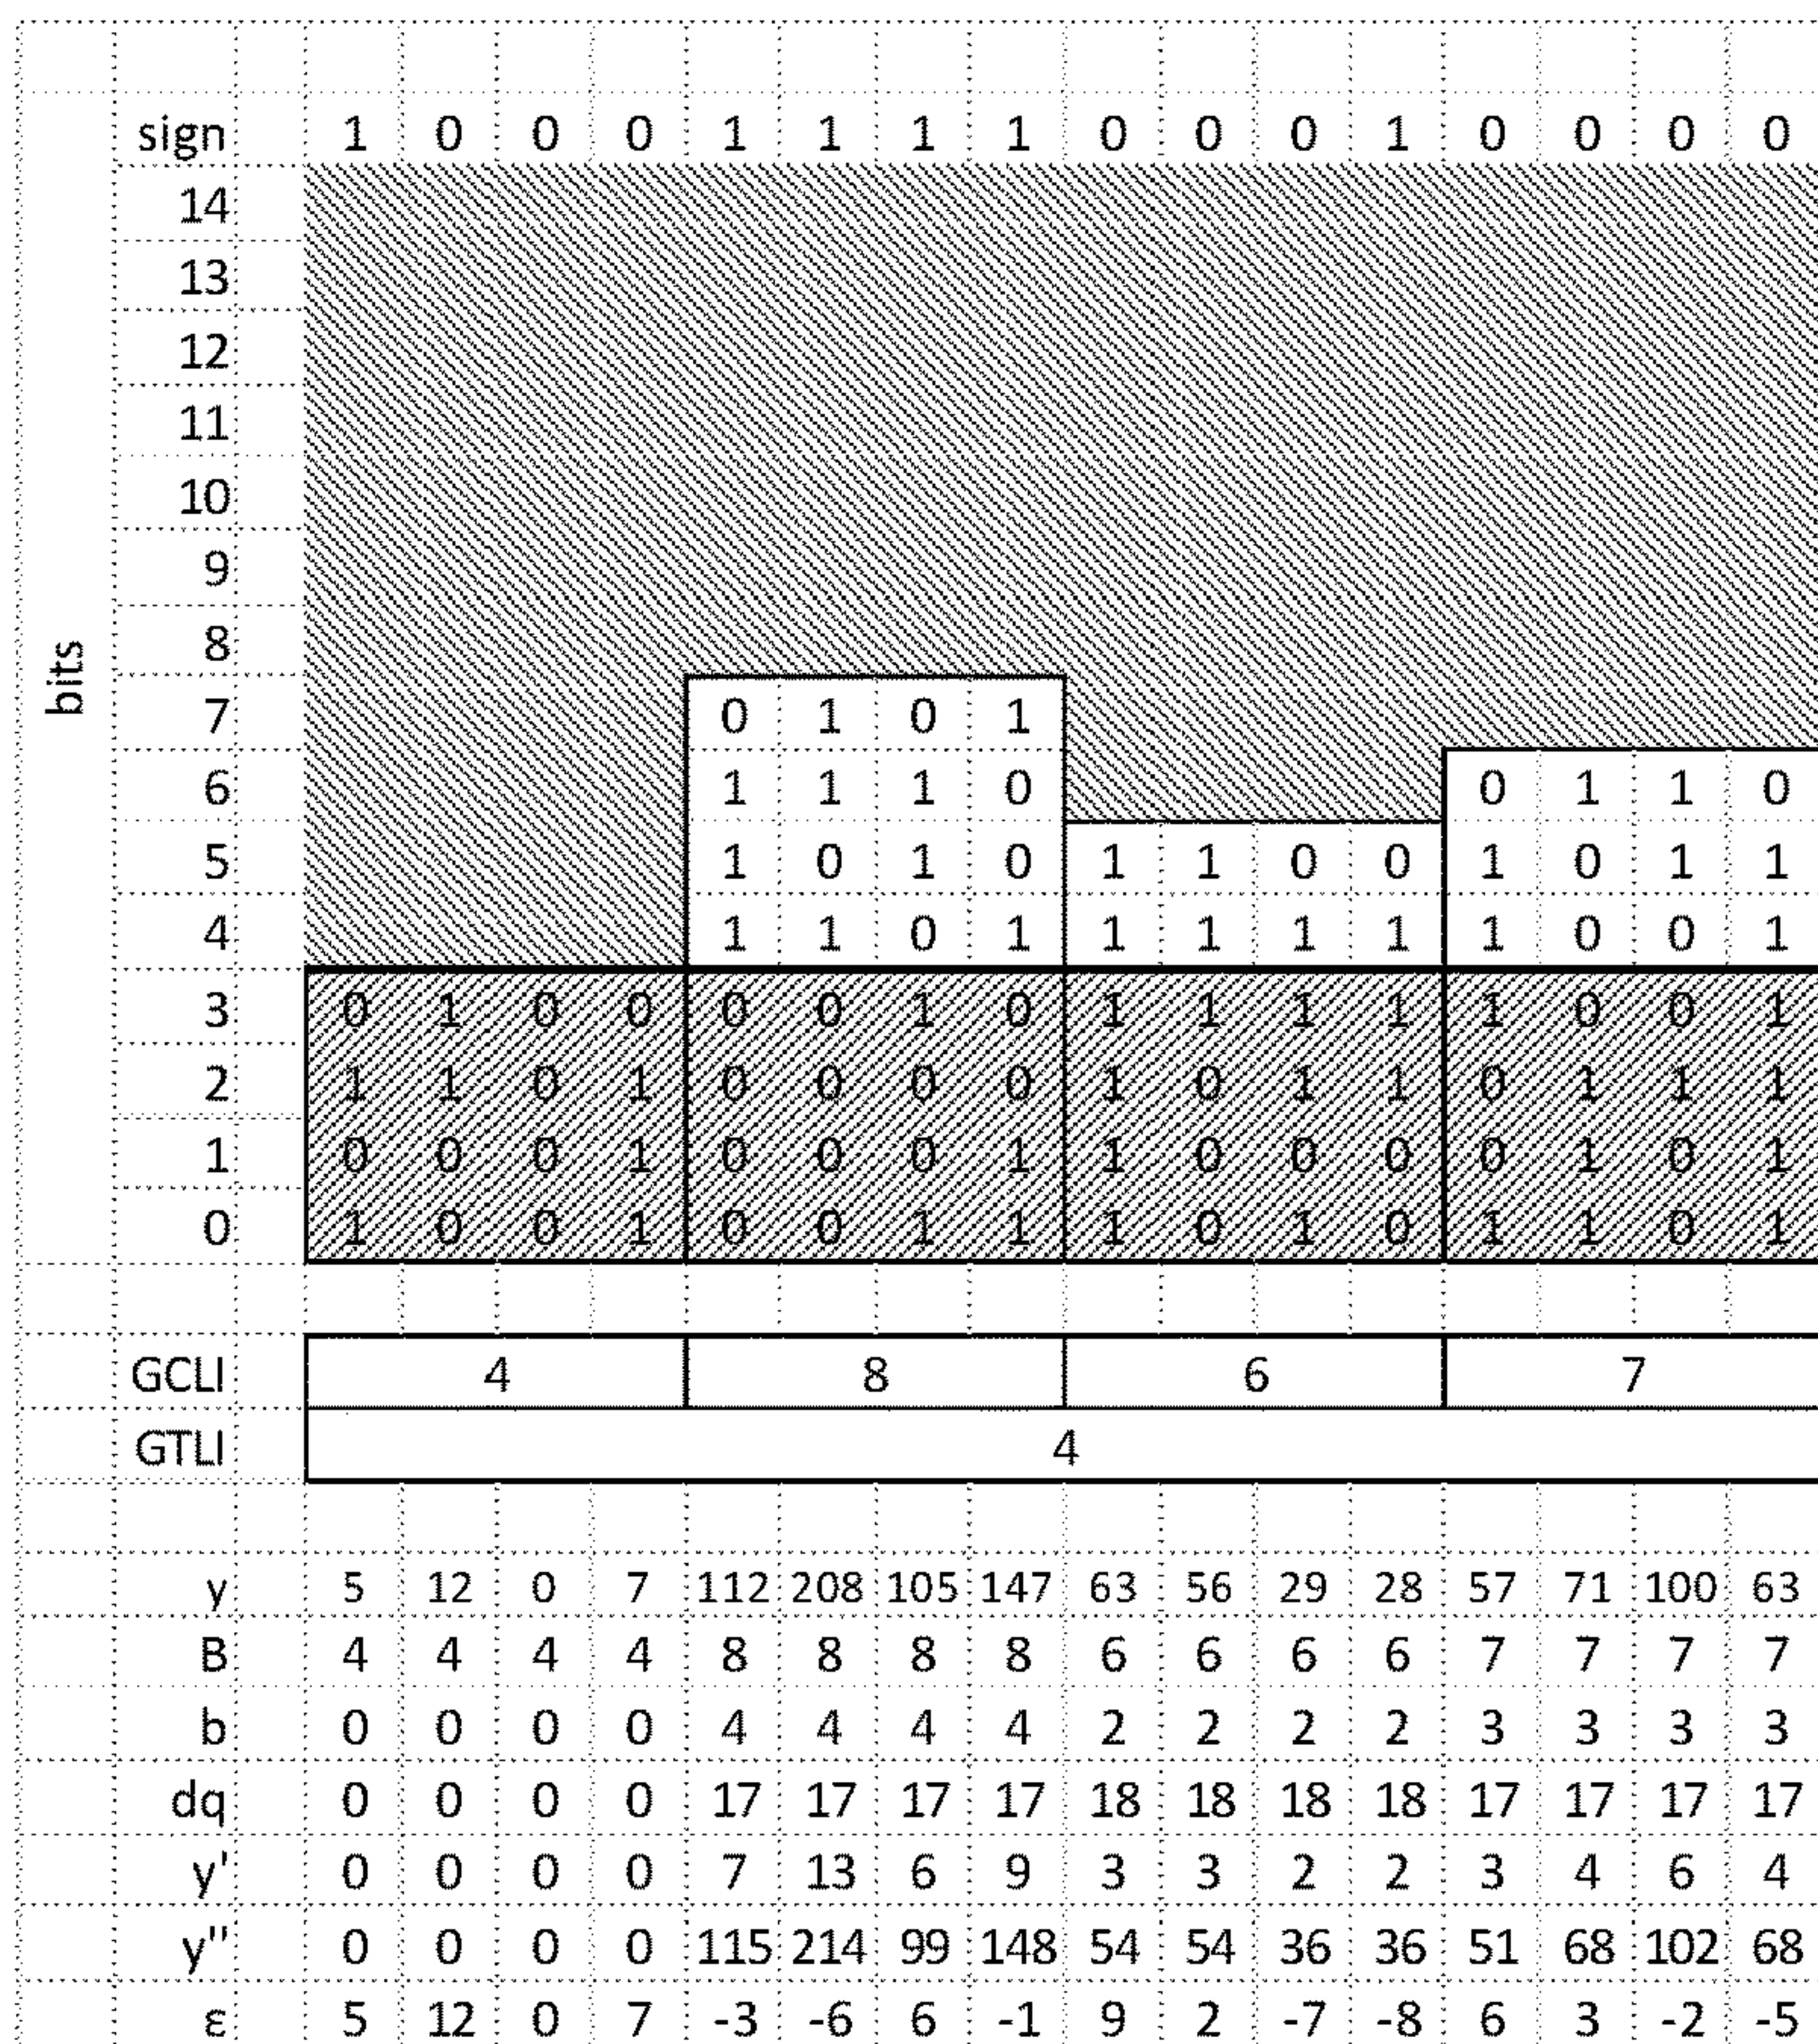 sign 1 0 0 0 1 1 1 1 0 0 0 1 0 0 0 0
14
13
12
11
10
9
8
bits
7 0 1 0 1
6 1 1 1 0 0 1 1 0
5 1 0 1 0 1 1 0 0 1 0 1 1
4 1 1 0 1 1 1 1 1 1 0 0 1
3 0 1 0 0 0 0 1 0 1 1 1 1 1 0 0 1
2 1 1 0 1 0 0 0 0 1 0 1 1 0 1 1 1
1 0 0 0 1 0 0 0 1 1 0 0 0 0 1 0 1
0 1 0 0 1 0 0 1 1 1 0 1 0 1 1 0 1
GCLI 4 8 6 7
GTLI 4
y 5 12 0 7 112 208 105 147 63 56 29 28 57 71 100 63
B 4 4 4 4 8 8 8 8 6 6 6 6 7 7 7 7
b 0 0 0 0 4 4 4 4 2 2 2 2 3 3 3 3
dq 0 0 0 0 17 17 17 17 18 18 18 18 17 17 17 17
y' 0 0 0 0 7 13 6 9 3 3 2 2 3 4 6 4
y" 0 0 0 0 115 214 99 148 54 54 36 36 51 68 102 68
ε 5 12 0 7 -3 -6 6 -1 9 2 -7 -8 6 3 -2 -5